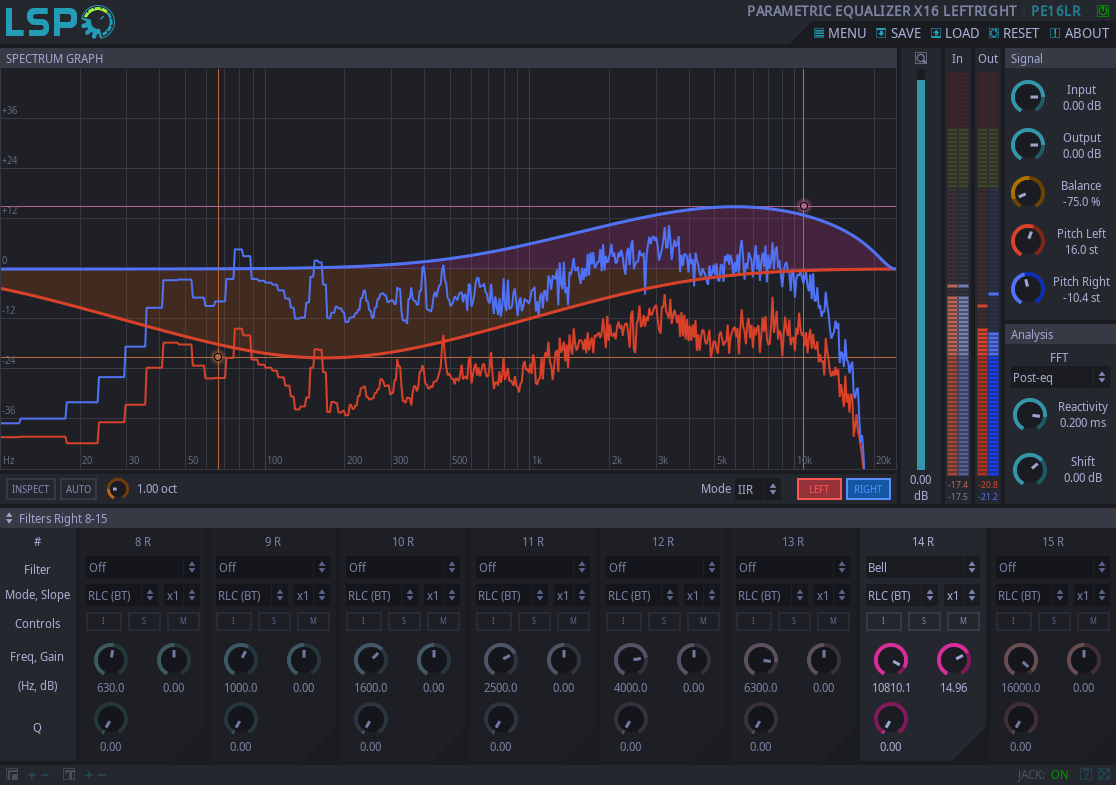 LSP
PARAMETRIC EQUALIZER X16 LEFTRIGHT PE16LR
MENU SAVE LOAD RESET ABOUT
SPECTRUM GRAPH
In Out
Signal
+36
+24
+12
0
-12
-24
-36
Hz 20 30 50 100 200 300 500 1k 2k 3k 5k 10k 20k
Input
0.00 dB
Output
0.00 dB
Balance
-75.0 %
Pitch Left
16.0 st
Pitch Right
-10.4 st
Analysis
FFT
Post-eq
Reactivity
0.200 ms
Shift
0.00 dB
INSPECT AUTO 1.00 oct Mode IIR LEFT RIGHT
0.00
dB
-17.4 -20.8
-17.5 -21.2
Filters Right 8-15
# 8 R 9 R 10 R 11 R 12 R 13 R 14 R 15 R
Filter Off Off Off Off Off Off Bell Off
Mode, Slope RLC (BT) x1 RLC (BT) x1 RLC (BT) x1 RLC (BT) x1 RLC (BT) x1 RLC (BT) x1 RLC (BT) x1 RLC (BT) x1
Controls I S M I S M I S M I S M I S M I S M I S M I S M
Freq, Gain
(Hz, dB) 630.0 0.00 1000.0 0.00 1600.0 0.00 2500.0 0.00 4000.0 0.00 6300.0 0.00 10810.1 14.96 16000.0 0.00
Q
0.00 0.00 0.00 0.00 0.00 0.00 0.00 0.00
T + − + − JACK: ON ?